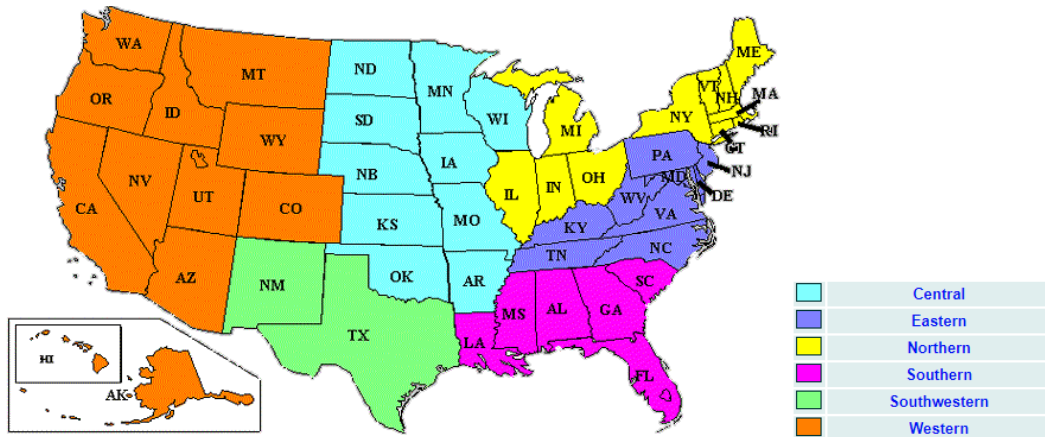 WA
MT
ND
MN
ME
OR
ID
SD
WI
VT
NH
MA
WY
MI
NY
RI
CT
NB
IA
PA
NJ
NV
UT
CO
IL
IN
OH
MD
DE
CA
KS
MO
WV
VA
KY
NC
TN
AZ
NM
OK
AR
SC
TX
MS
AL
GA
LA
FL
HI
AK
Central
Eastern
Northern
Southern
Southwestern
Western